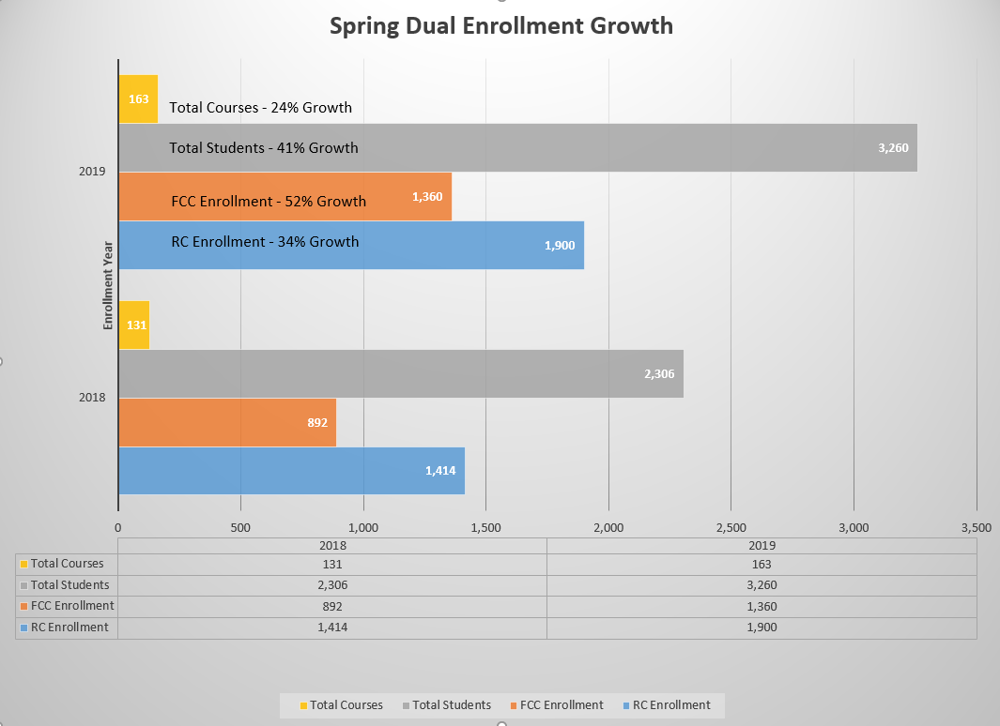 Spring Dual Enrollment Growth
163
Total Courses - 24% Growth
Total Students - 41% Growth
3,260
2019
FCC Enrollment - 52% Growth
1,360
RC Enrollment - 34% Growth
1,900
Enrollment Year
131
2,306
2018
892
1,414
0 500 1,000 1,500 2,000 2,500 3,000 3,500
2018 2019
Total Courses 131 163
Total Students 2,306 3,260
FCC Enrollment 892 1,360
RC Enrollment 1,414 1,900
Total Courses Total Students FCC Enrollment RC Enrollment